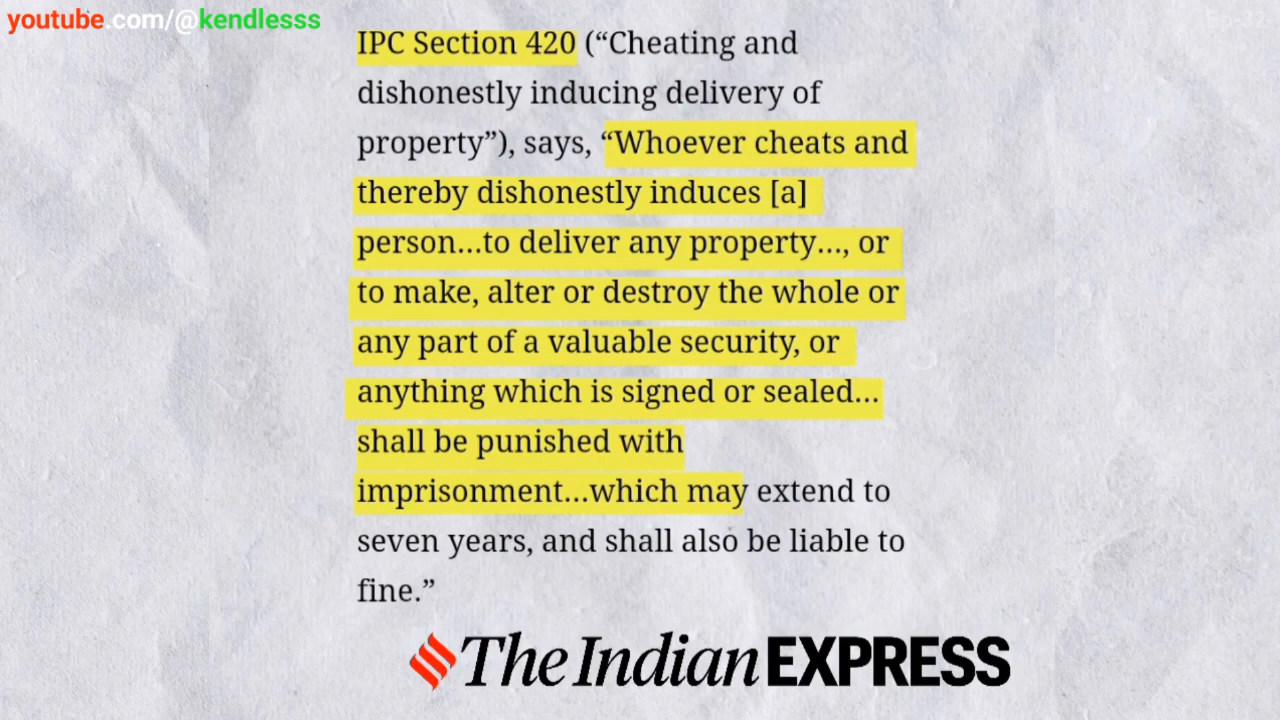 youtube.com/@kendlesss
IPC Section 420 (“Cheating and
dishonestly inducing delivery of
property”), says, “Whoever cheats and
thereby dishonestly induces [a]
person...to deliver any property..., or
to make, alter or destroy the whole or
any part of a valuable security, or
anything which is signed or sealed...
shall be punished with
imprisonment...which may extend to
seven years, and shall also be liable to
fine.”
The Indian EXPRESS